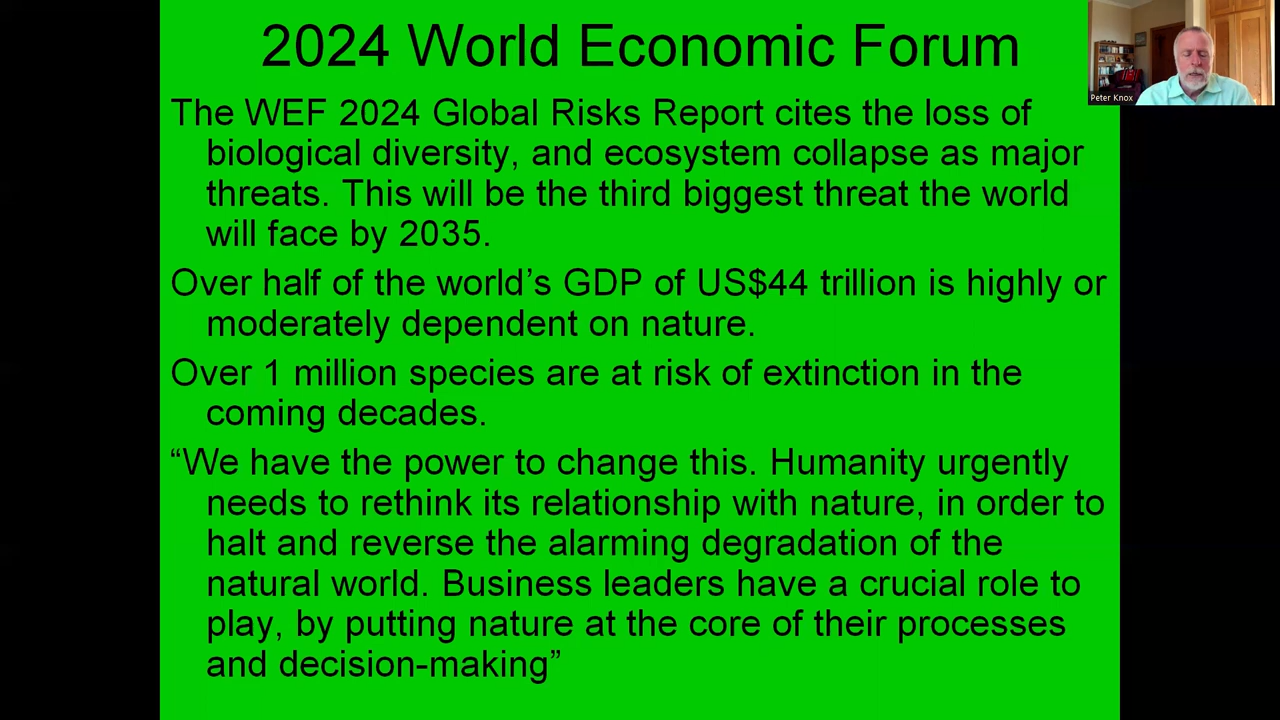 2024 World Economic Forum
Peter Knox
The WEF 2024 Global Risks Report cites the loss of
biological diversity, and ecosystem collapse as major
threats. This will be the third biggest threat the world
will face by 2035.
Over half of the world’s GDP of US$44 trillion is highly or
moderately dependent on nature.
Over 1 million species are at risk of extinction in the
coming decades.
“We have the power to change this. Humanity urgently
needs to rethink its relationship with nature, in order to
halt and reverse the alarming degradation of the
natural world. Business leaders have a crucial role to
play, by putting nature at the core of their processes
and decision-making”